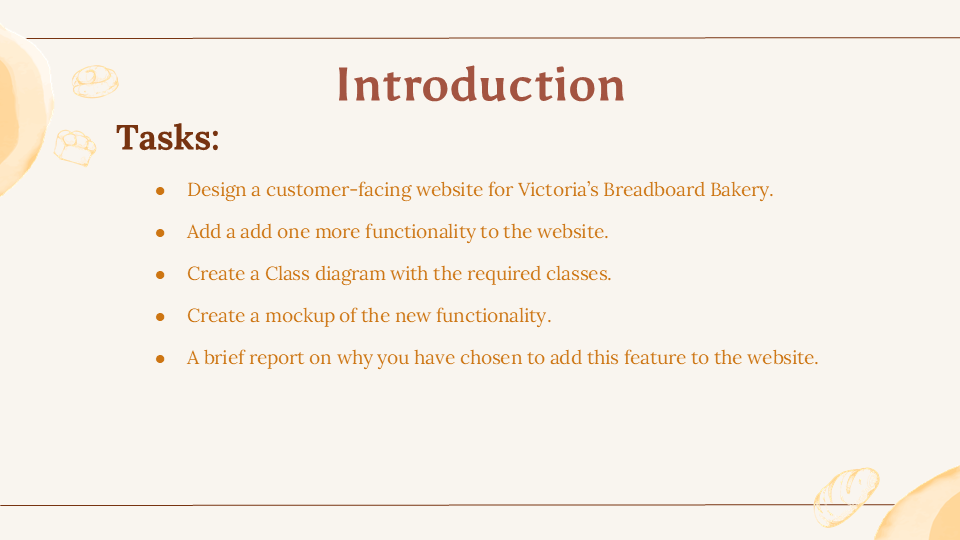 Introduction
Tasks:
● Design a customer-facing website for Victoria’s Breadboard Bakery.
● Add a add one more functionality to the website.
● Create a Class diagram with the required classes.
● Create a mockup of the new functionality.
● A brief report on why you have chosen to add this feature to the website.